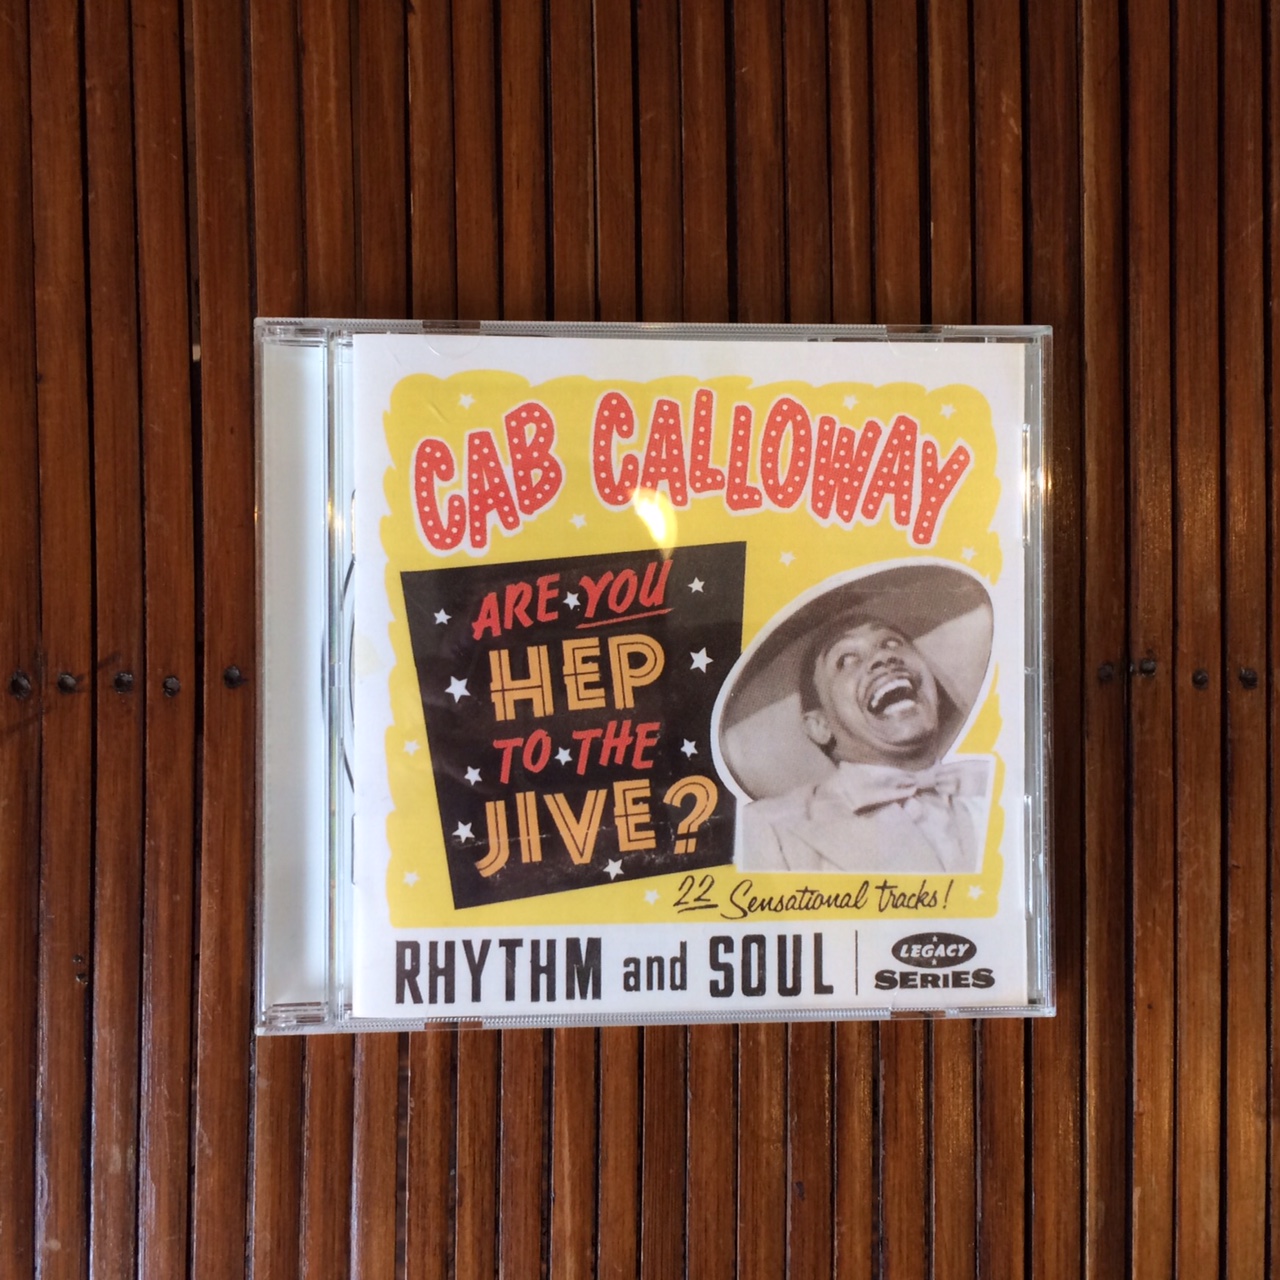 CAB CALLOWAY
ARE YOU
HEP
TO THE
JIVE?
22 Sensational tracks!
RHYTHM and SOUL
LEGACY
SERIES